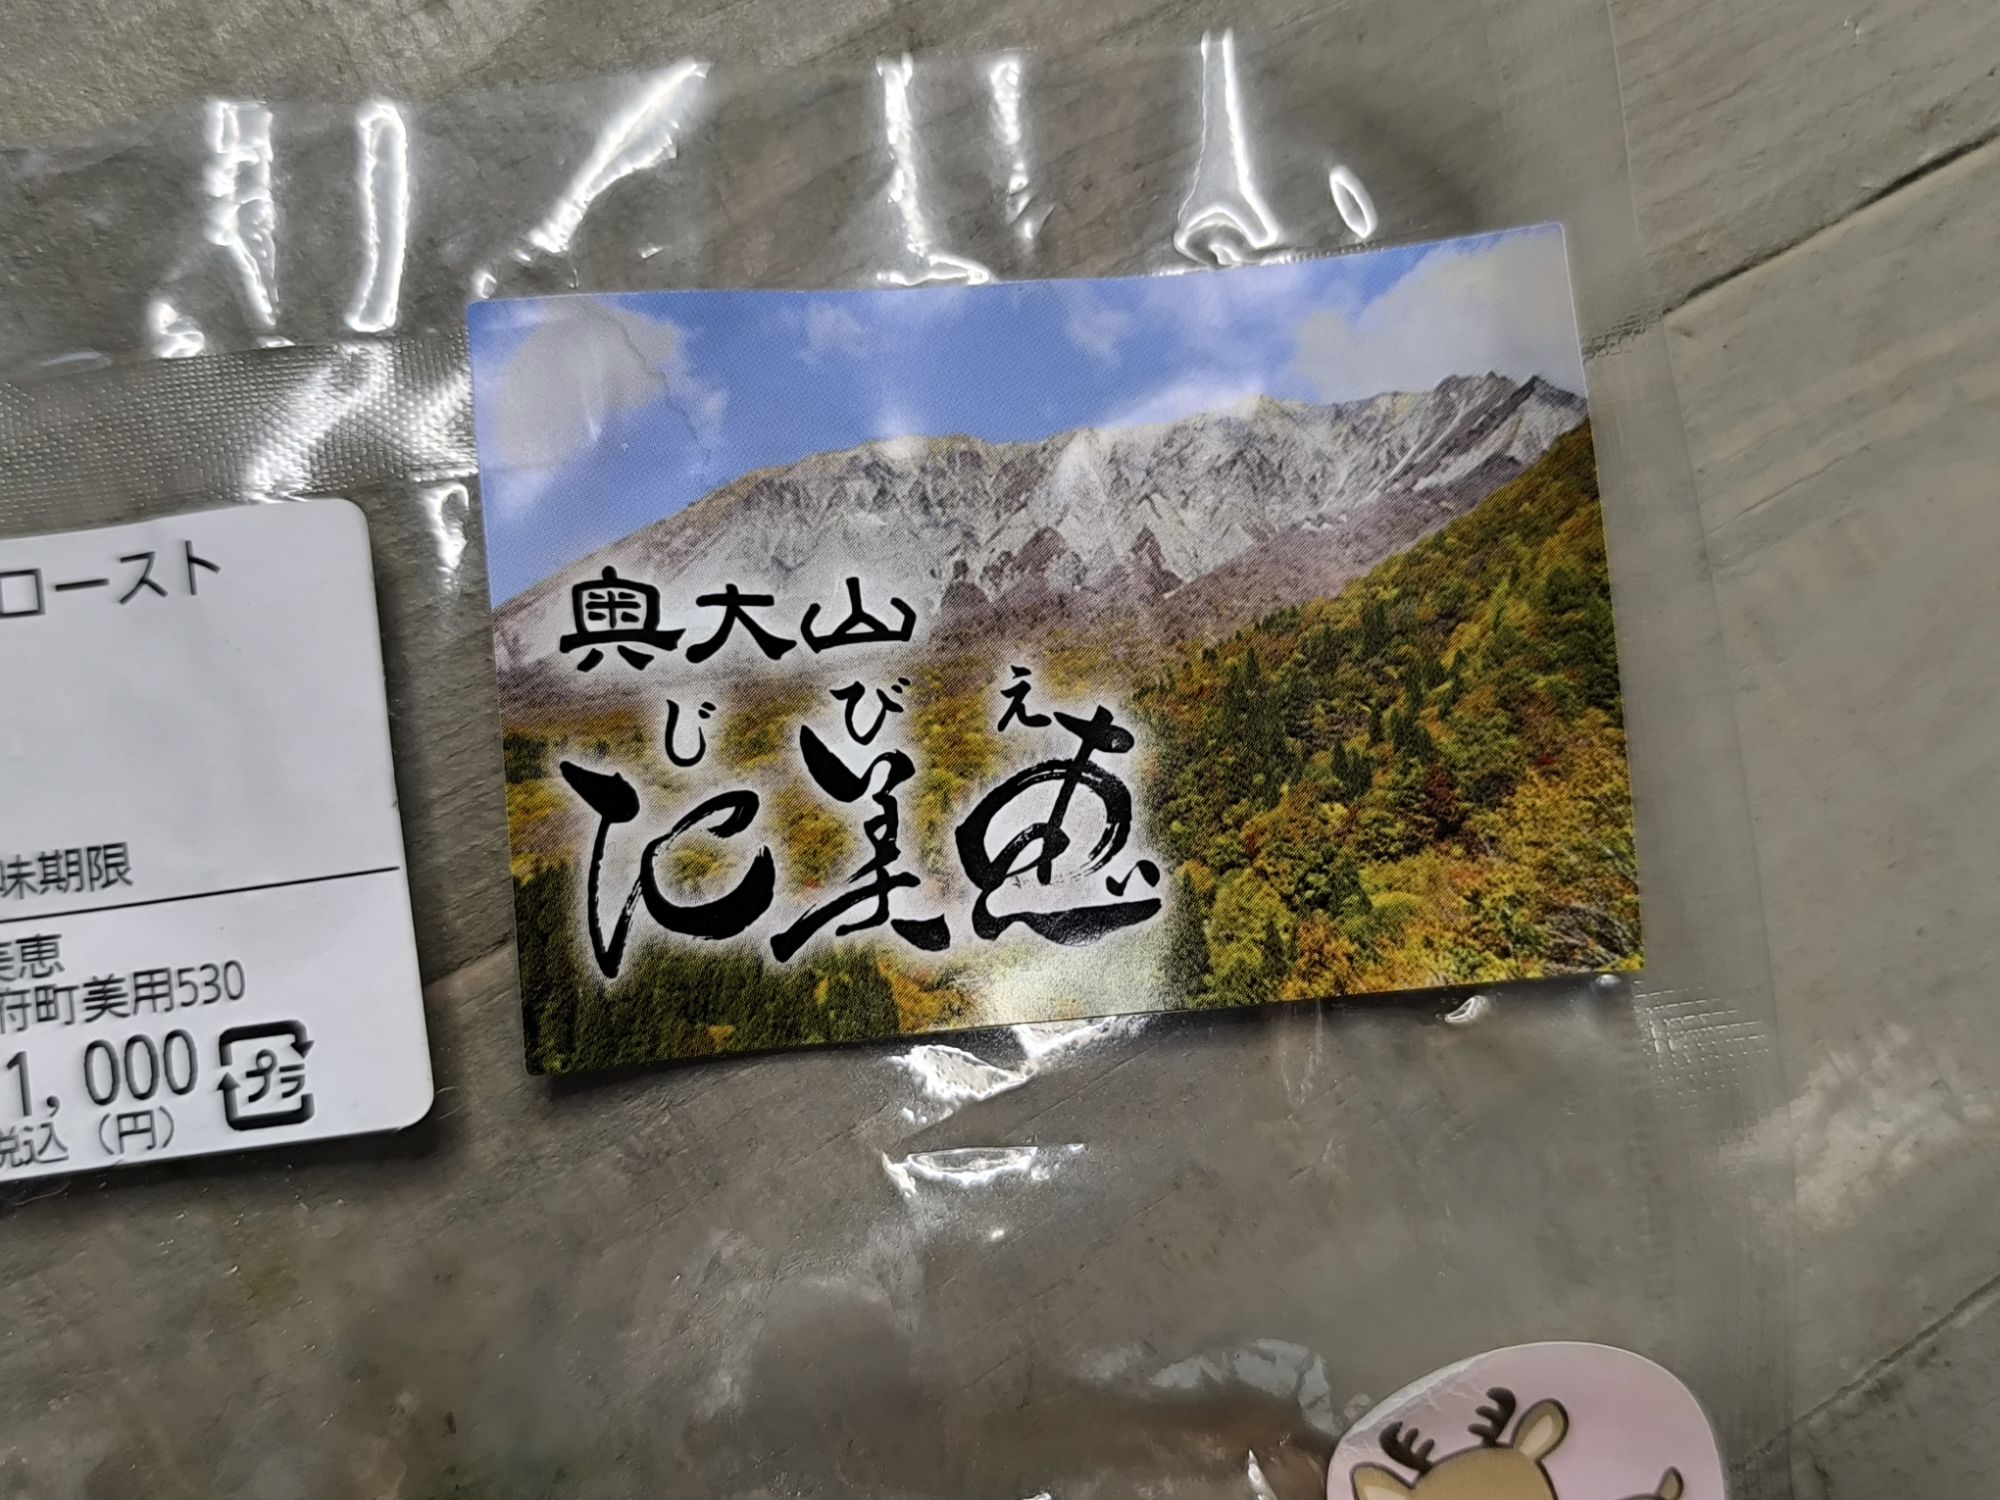 ロースト
味期限
美恵
府町美用530
1,000
税込（円）
プラ
奥大山
じびえ
地美恵